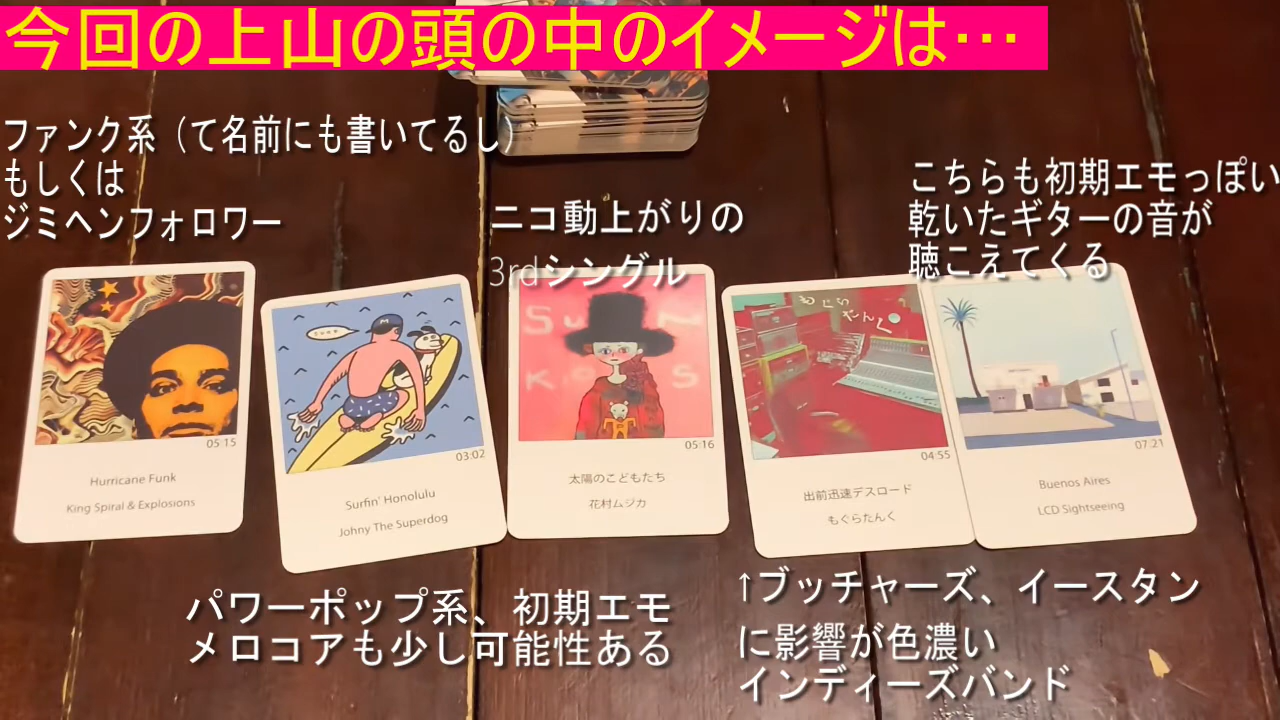 今回の上山の頭の中のイメージは…
ファンク系（て名前にも書いてるし）
もしくは
ジミヘンフォロワー
ニコ動上がりの
3rdシングル
こちらも初期エモっぽい
乾いたギターの音が
聴こえてくる
05:15
Hurricane Funk
King Spiral & Explosions
SURF
03:02
Surfin' Honolulu
Johny The Superdog
05:16
太陽のこどもたち
花村ムジカ
もぐら
たんく
04:55
出前迅速デスロード
もぐらたんく
07:21
Buenos Aires
LCD Sightseeing
パワーポップ系、初期エモ
メロコアも少し可能性ある
↑ブッチャーズ、イースタン
に影響が色濃い
インディーズバンド